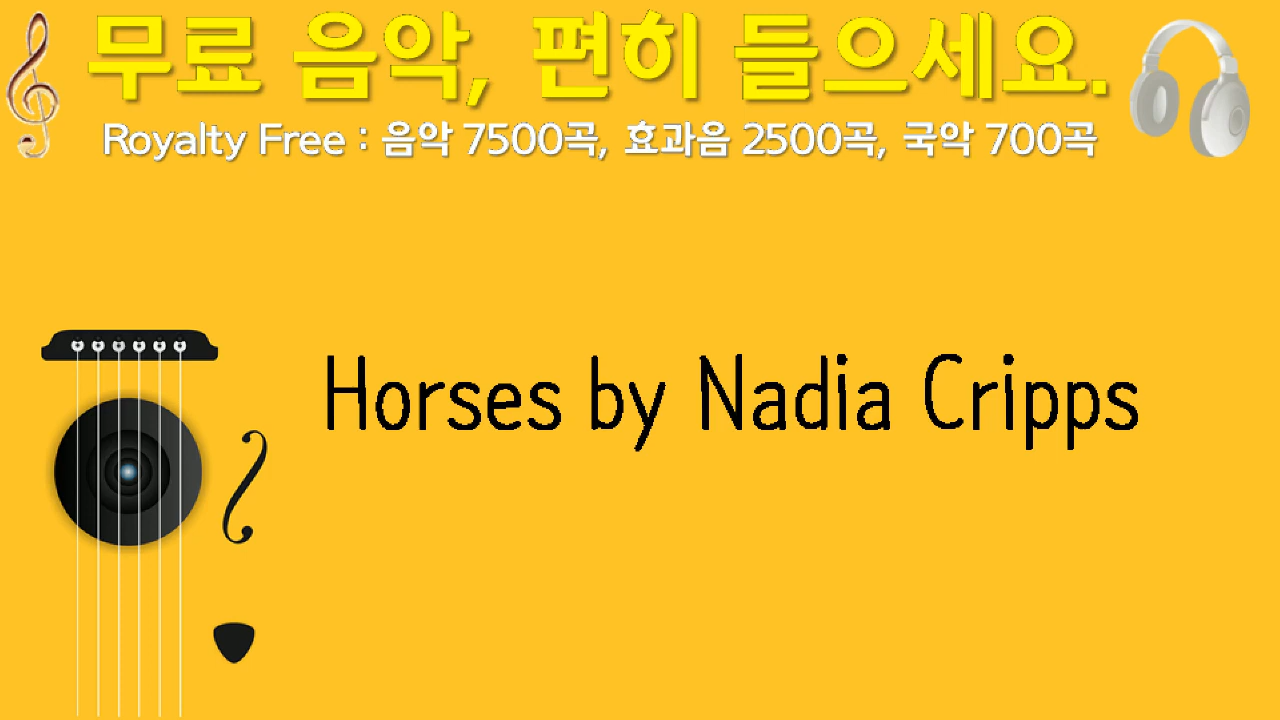 무료 음악, 편히 들으세요.
Royalty Free : 음악 7500곡, 효과음 2500곡, 국악 700곡
Horses by Nadia Cripps